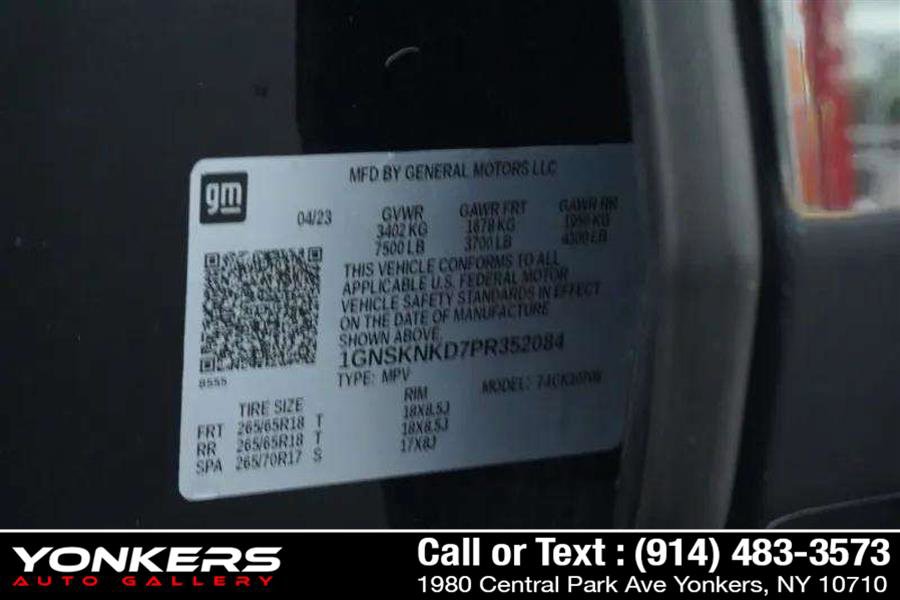 gm
MFD BY GENERAL MOTORS LLC
04/23
GVWR GAWR FRT GAWR RR
3402 KG 1678 KG 1950 KG
7500 LB 3700 LB 4300 LB
THIS VEHICLE CONFORMS TO ALL
APPLICABLE U.S. FEDERAL MOTOR
VEHICLE SAFETY STANDARDS IN EFFECT
ON THE DATE OF MANUFACTURE
SHOWN ABOVE.
1GNSKNKD7PR352084
B555
TYPE: MPV MODEL:
TIRE SIZE RIM
FRT 265/65R18 T 18X8.5J
RR 265/65R18 T 18X8.5J
SPA 265/70R17 S 17X8J
YONKERS
AUTO GALLERY
Call or Text : (914) 483-3573
1980 Central Park Ave Yonkers, NY 10710